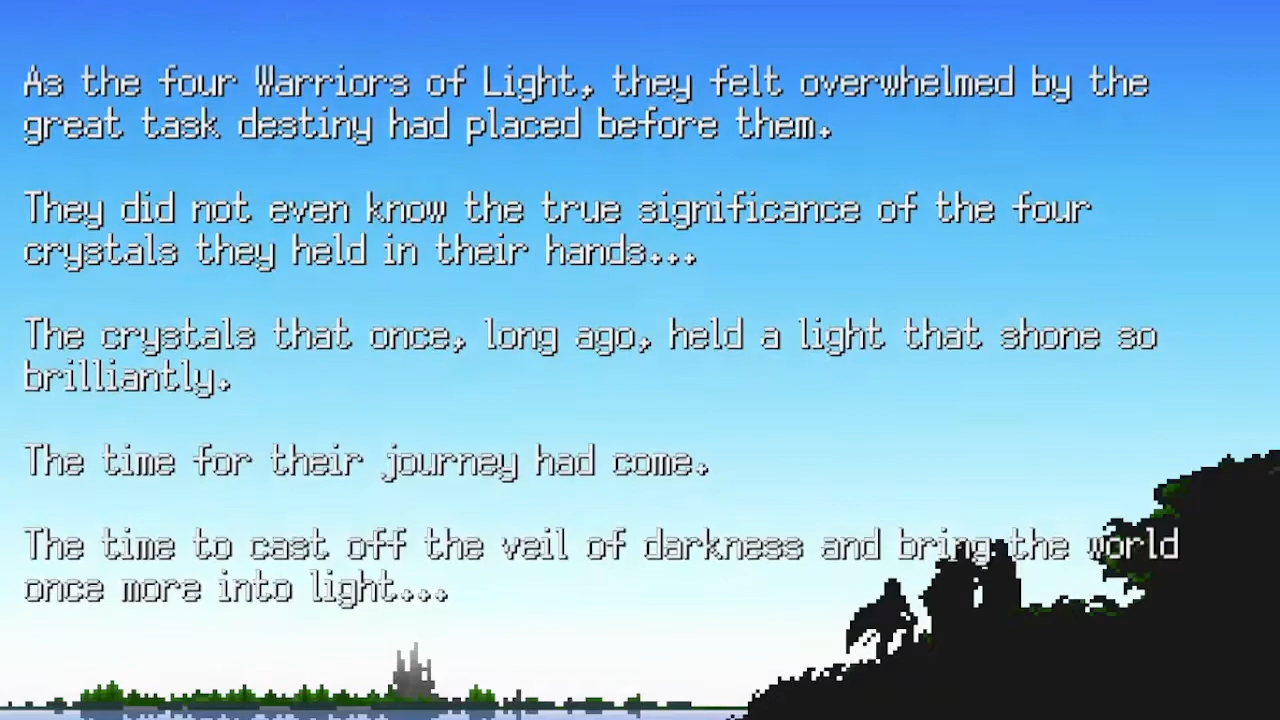 As the four Warriors of Light, they felt overwhelmed by the
great task destiny had placed before them.
They did not even know the true significance of the four
crystals they held in their hands...
The crystals that once, long ago, held a light that shone so
brilliantly.
The time for their journey had come.
The time to cast off the veil of darkness and bring the world
once more into light...